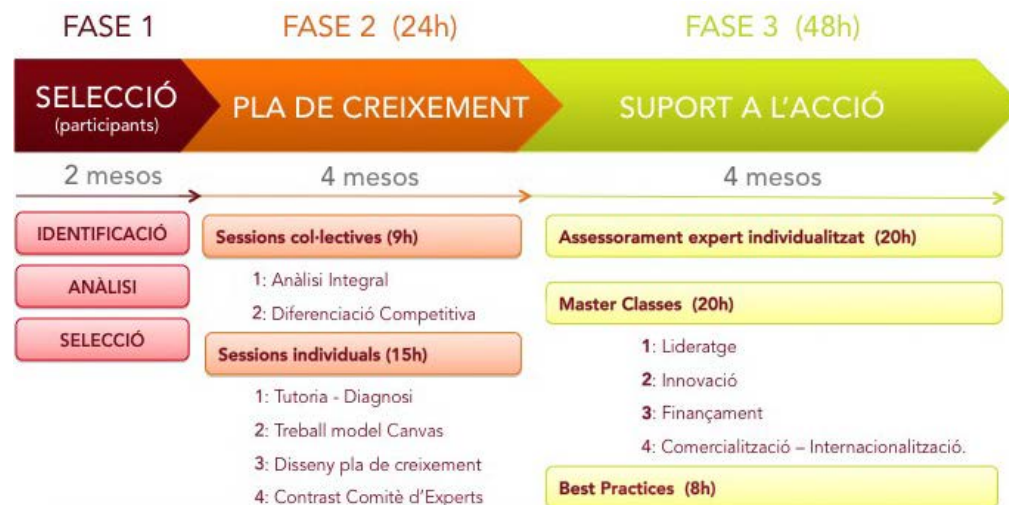 FASE 1
FASE 2 (24h)
FASE 3 (48h)
SELECCIÓ
(participants)
PLA DE CREIXEMENT
SUPORT A L'ACCIÓ
2 mesos
4 mesos
4 mesos
IDENTIFICACIÓ
ANÀLISI
SELECCIÓ
Sessions col·lectives (9h)
1: Anàlisi Integral
2: Diferenciació Competitiva
Sessions individuals (15h)
1: Tutoria - Diagnosi
2: Treball model Canvas
3: Disseny pla de creixement
4: Contrast Comitè d'Experts
Assessorament expert individualitzat (20h)
Master Classes (20h)
1: Lideratge
2: Innovació
3: Finançament
4: Comercialització – Internacionalització.
Best Practices (8h)